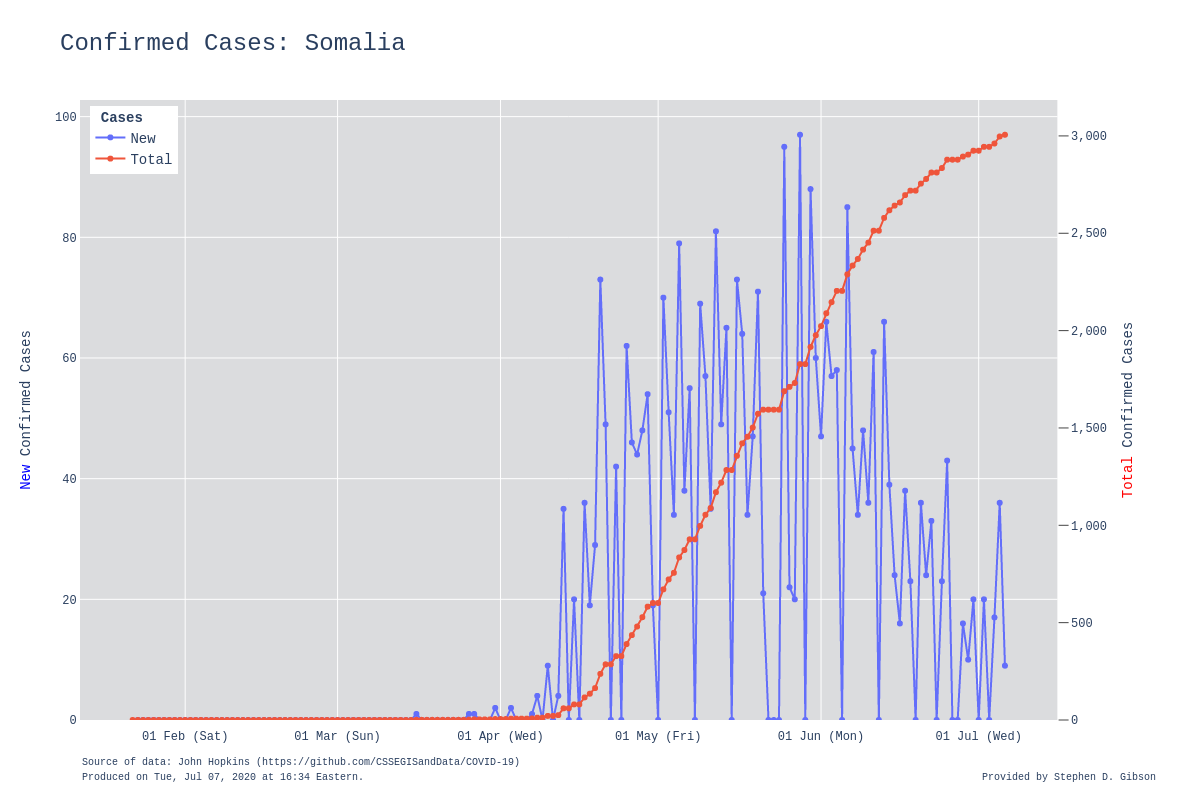 Confirmed Cases: Somalia
Cases
New
Total
100
80
60
40
20
0
3,000
2,500
2,000
1,500
1,000
500
0
New Confirmed Cases
Total Confirmed Cases
01 Feb (Sat)
01 Mar (Sun)
01 Apr (Wed)
01 May (Fri)
01 Jun (Mon)
01 Jul (Wed)
Source of data: John Hopkins (https://github.com/CSSEGISandData/COVID-19)
Produced on Tue, Jul 07, 2020 at 16:34 Eastern.
Provided by Stephen D. Gibson